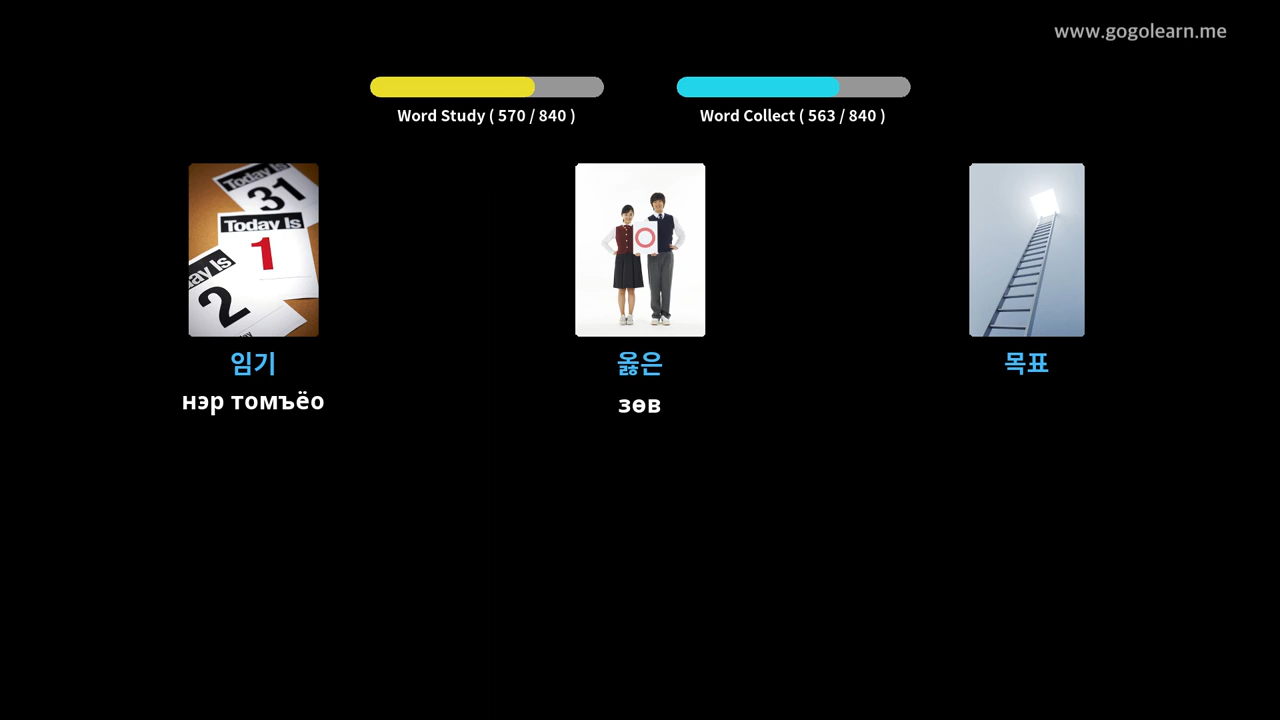 www.gogolearn.me
Word Study ( 570 / 840 )
Word Collect ( 563 / 840 )
Today Is
31
Today Is
1
ay Is
2
임기
옳은
목표
нэр томъёо
зөв